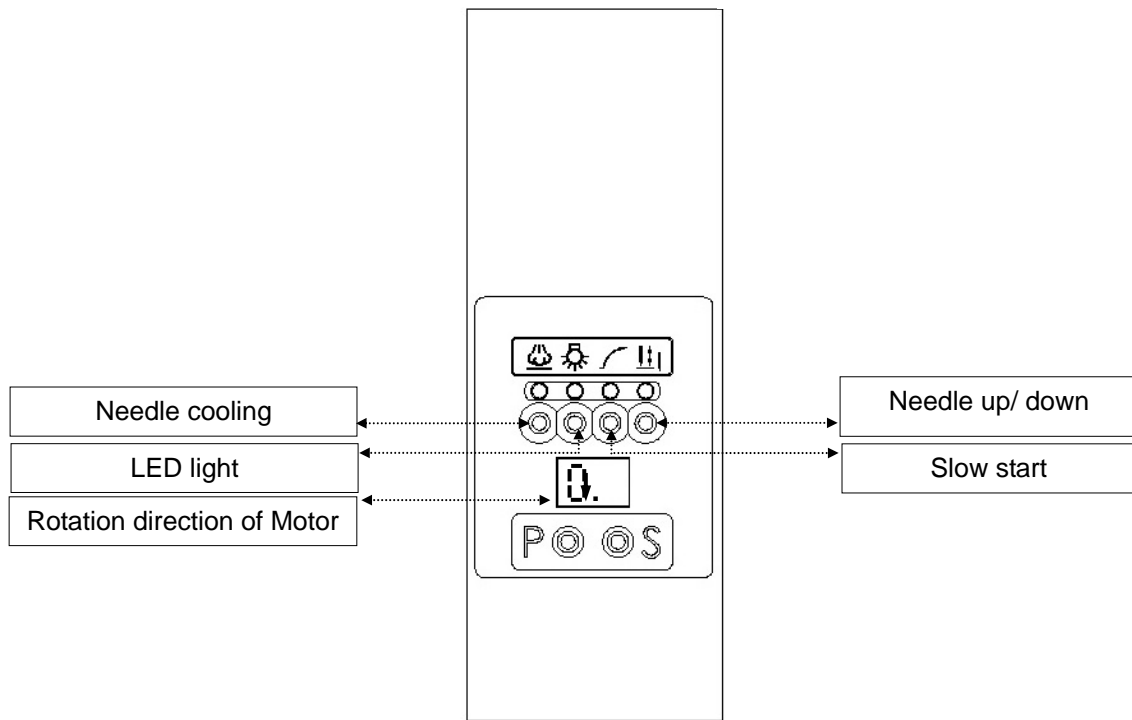 Needle cooling
LED light
Rotation direction of Motor
Needle up/ down
Slow start
0.
P S